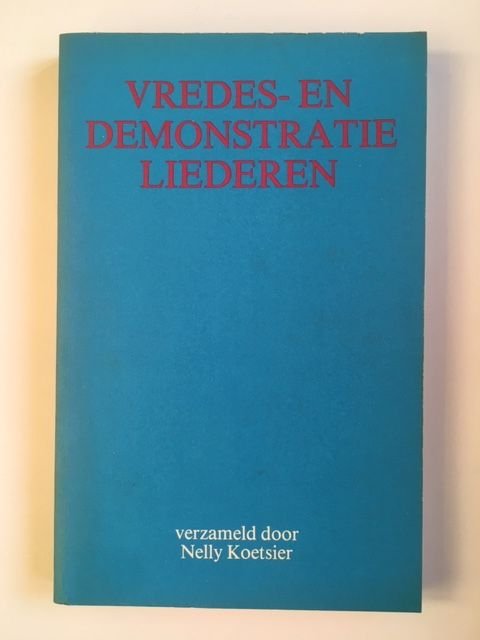 VREDES- EN
DEMONSTRATIE
LIEDEREN
verzameld door
Nelly Koetsier